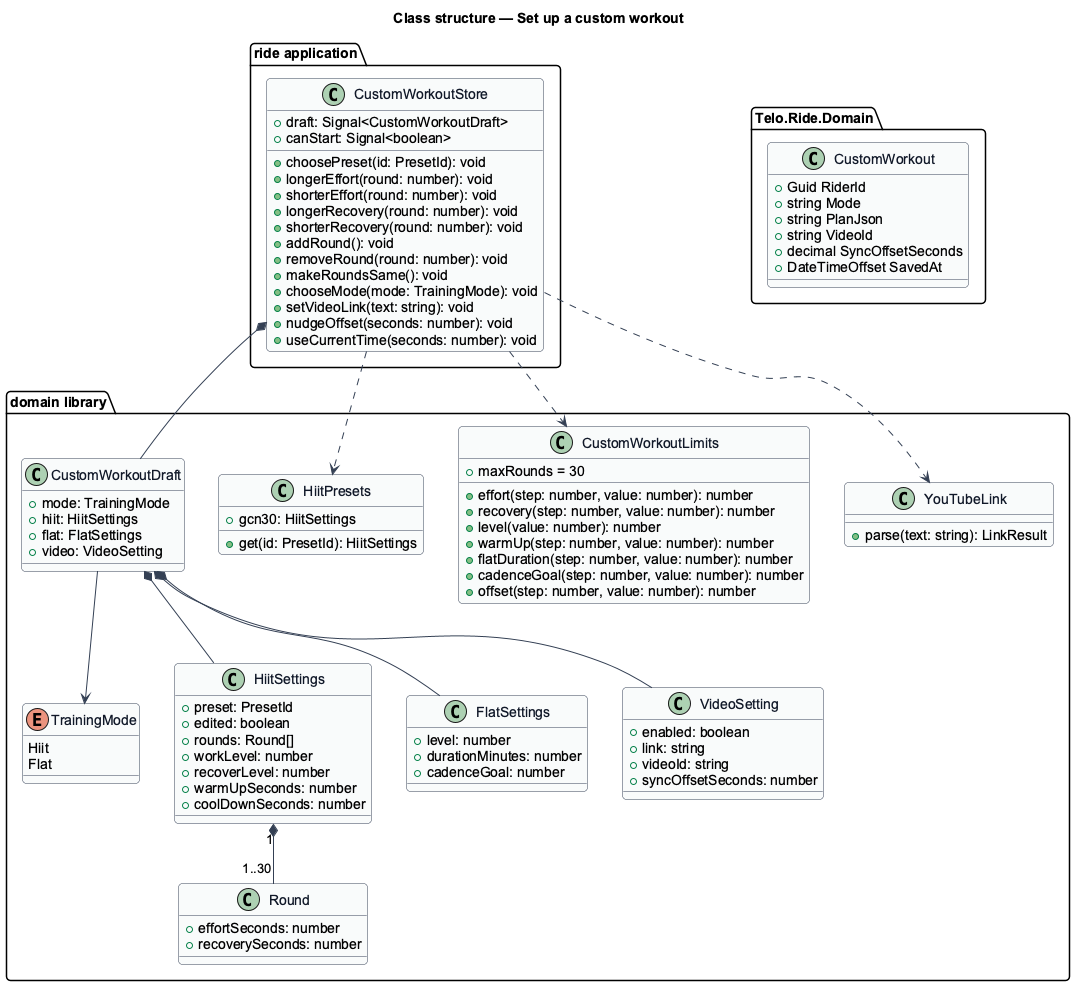 Class structure — Set up a custom workout
ride application
C CustomWorkoutStore
draft: Signal<CustomWorkoutDraft>
canStart: Signal<boolean>
choosePreset(id: PresetId): void
longerEffort(round: number): void
shorterEffort(round: number): void
longerRecovery(round: number): void
shorterRecovery(round: number): void
addRound(): void
removeRound(round: number): void
makeRoundsSame(): void
chooseMode(mode: TrainingMode): void
setVideoLink(text: string): void
nudgeOffset(seconds: number): void
useCurrentTime(seconds: number): void
Telo.Ride.Domain
C CustomWorkout
Guid RiderId
string Mode
string PlanJson
string VideoId
decimal SyncOffsetSeconds
DateTimeOffset SavedAt
domain library
C CustomWorkoutDraft
mode: TrainingMode
hiit: HiitSettings
flat: FlatSettings
video: VideoSetting
C HiitPresets
gcn30: HiitSettings
get(id: PresetId): HiitSettings
C CustomWorkoutLimits
maxRounds = 30
effort(step: number, value: number): number
recovery(step: number, value: number): number
level(value: number): number
warmUp(step: number, value: number): number
flatDuration(step: number, value: number): number
cadenceGoal(step: number, value: number): number
offset(step: number, value: number): number
C YouTubeLink
parse(text: string): LinkResult
E TrainingMode
Hiit
Flat
C HiitSettings
preset: PresetId
edited: boolean
rounds: Round[]
workLevel: number
recoverLevel: number
warmUpSeconds: number
coolDownSeconds: number
C FlatSettings
level: number
durationMinutes: number
cadenceGoal: number
C VideoSetting
enabled: boolean
link: string
videoId: string
syncOffsetSeconds: number
1
1..30
C Round
effortSeconds: number
recoverySeconds: number